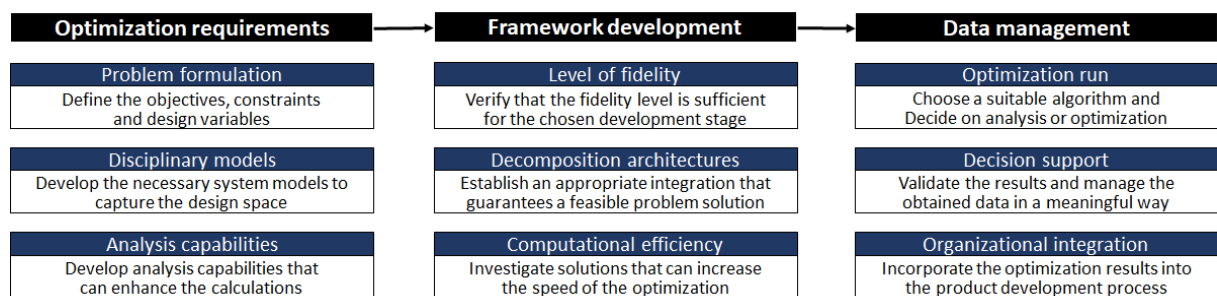 Optimization requirements
Problem formulation
Define the objectives, constraints
and design variables
Disciplinary models
Develop the necessary system models to
capture the design space
Analysis capabilities
Develop analysis capabilities that
can enhance the calculations
Framework development
Level of fidelity
Verify that the fidelity level is sufficient
for the chosen development stage
Decomposition architectures
Establish an appropriate integration that
guarantees a feasible problem solution
Computational efficiency
Investigate solutions that can increase
the speed of the optimization
Data management
Optimization run
Choose a suitable algorithm and
Decide on analysis or optimization
Decision support
Validate the results and manage the
obtained data in a meaningful way
Organizational integration
Incorporate the optimization results into
the product development process